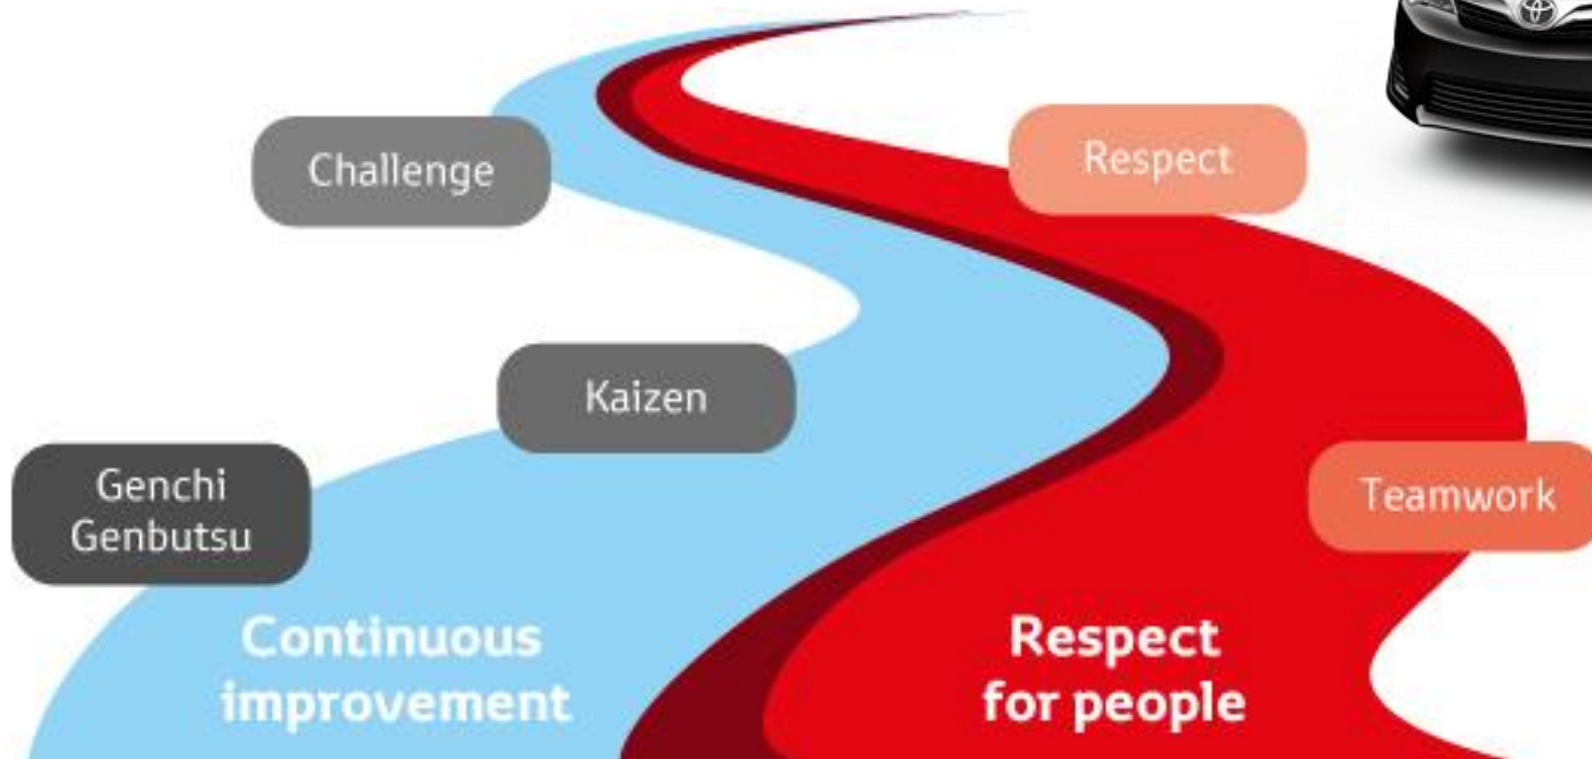 Challenge
Respect
Kaizen
Genchi
Genbutsu
Teamwork
Continuous
improvement
Respect
for people